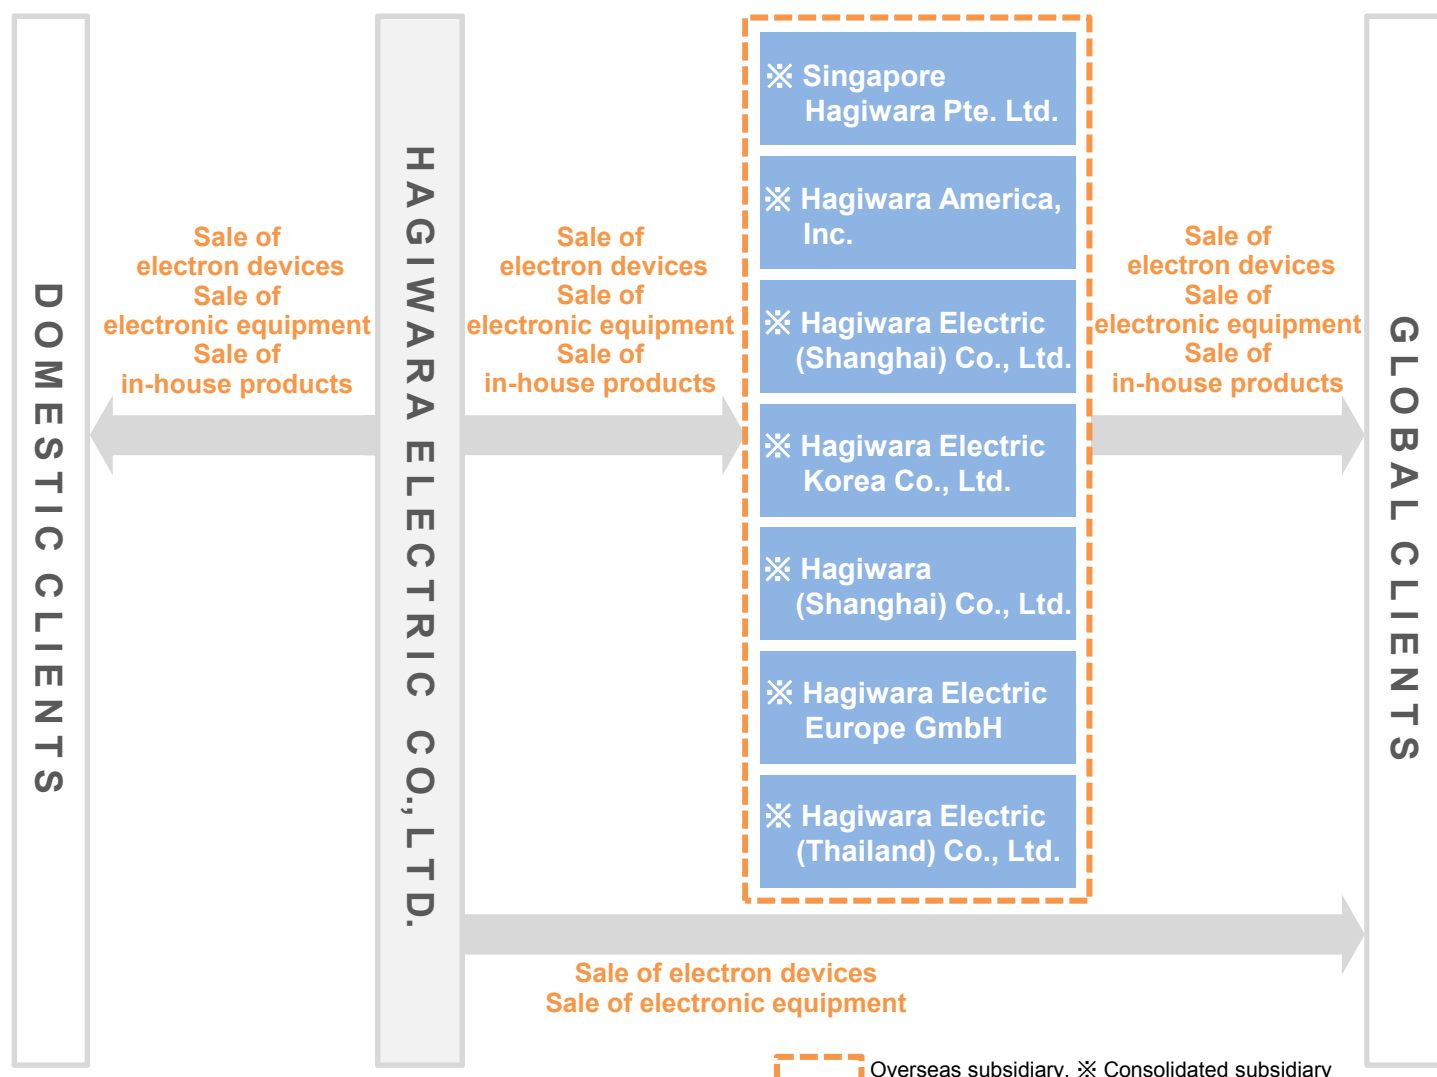 DOMESTIC CLIENTS
Sale of
electron devices
Sale of
electronic equipment
Sale of
in-house products
HAGIWARA ELECTRIC CO., LTD.
Sale of
electron devices
Sale of
electronic equipment
Sale of
in-house products
※ Singapore
Hagiwara Pte. Ltd.
※ Hagiwara America,
Inc.
※ Hagiwara Electric
(Shanghai) Co., Ltd.
※ Hagiwara Electric
Korea Co., Ltd.
※ Hagiwara
(Shanghai) Co., Ltd.
※ Hagiwara Electric
Europe GmbH
※ Hagiwara Electric
(Thailand) Co., Ltd.
Sale of
electron devices
Sale of
electronic equipment
Sale of
in-house products
GLOBAL CLIENTS
Sale of electron devices
Sale of electronic equipment
Overseas subsidiary, ※ Consolidated subsidiary